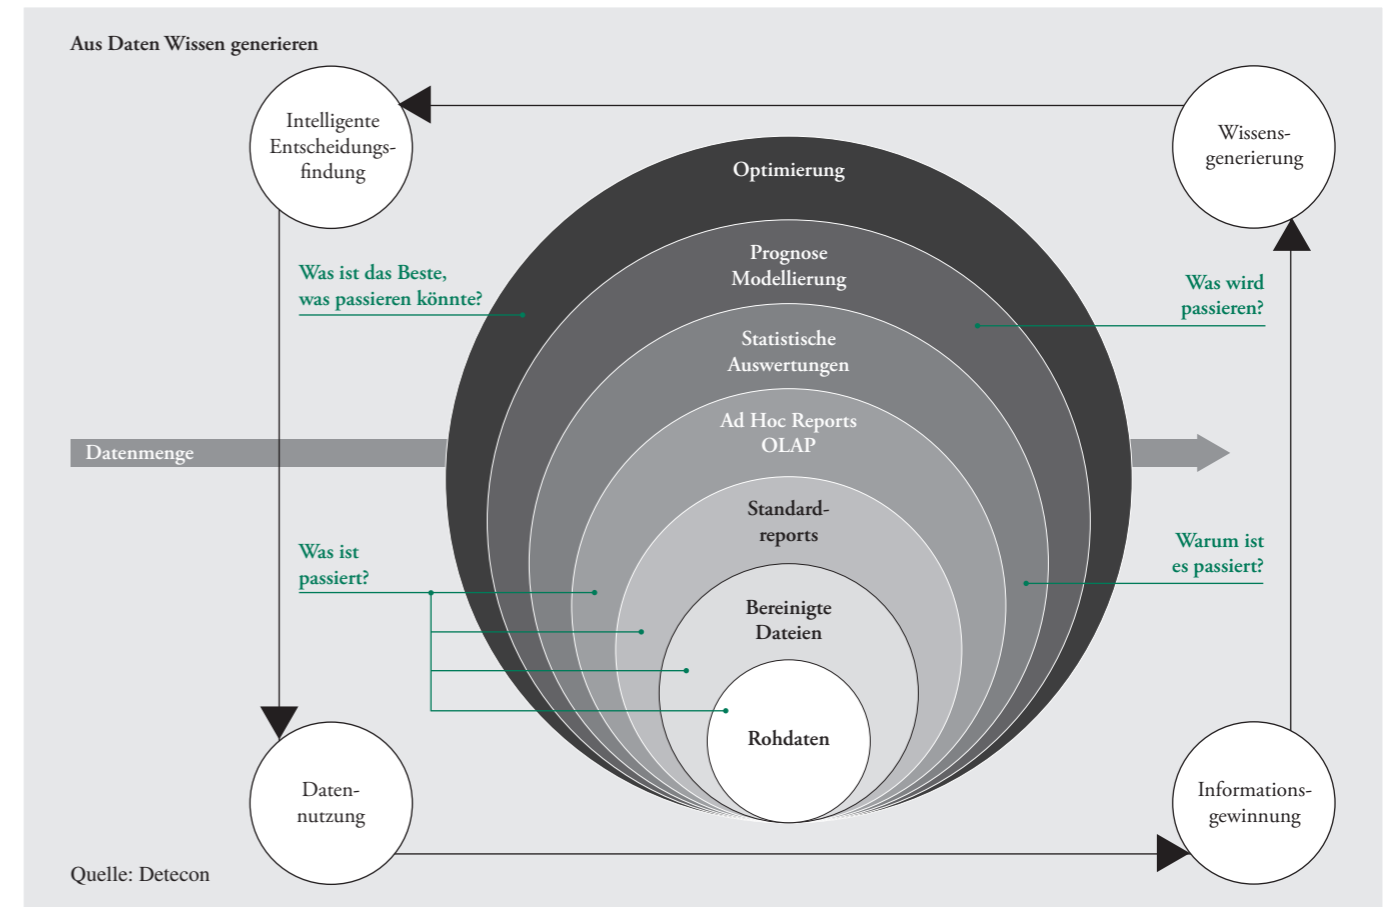 Aus Daten Wissen generieren
Intelligente
Entscheidungs-
findung
Wissens-
generierung
Optimierung
Prognose
Modellierung
Was ist das Beste,
was passieren könnte?
Was wird
passieren?
Statistische
Auswertungen
Ad Hoc Reports
OLAP
Datenmenge
Standard-
reports
Was ist
passiert?
Warum ist
es passiert?
Bereinigte
Dateien
Rohdaten
Daten-
nutzung
Informations-
gewinnung
Quelle: Detecon